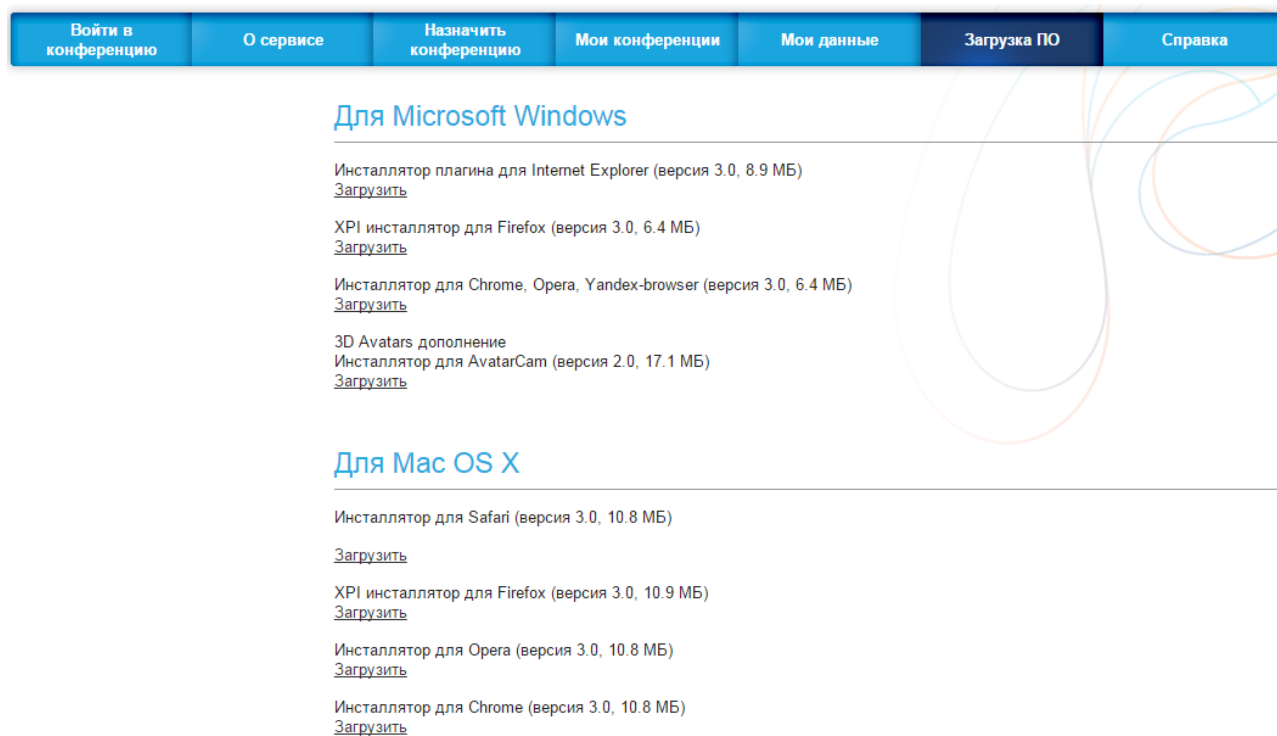 Войти в
конференцию
О сервисе
Назначить
конференцию
Мои конференции
Мои данные
Загрузка ПО
Справка
Для Microsoft Windows
Инсталлятор плагина для Internet Explorer (версия 3.0, 8.9 МБ)
Загрузить
XPI инсталлятор для Firefox (версия 3.0, 6.4 МБ)
Загрузить
Инсталлятор для Chrome, Opera, Yandex-browser (версия 3.0, 6.4 МБ)
Загрузить
3D Avatars дополнение
Инсталлятор для AvatarCam (версия 2.0, 17.1 МБ)
Загрузить
Для Mac OS X
Инсталлятор для Safari (версия 3.0, 10.8 МБ)
Загрузить
XPI инсталлятор для Firefox (версия 3.0, 10.9 МБ)
Загрузить
Инсталлятор для Opera (версия 3.0, 10.8 МБ)
Загрузить
Инсталлятор для Chrome (версия 3.0, 10.8 МБ)
Загрузить